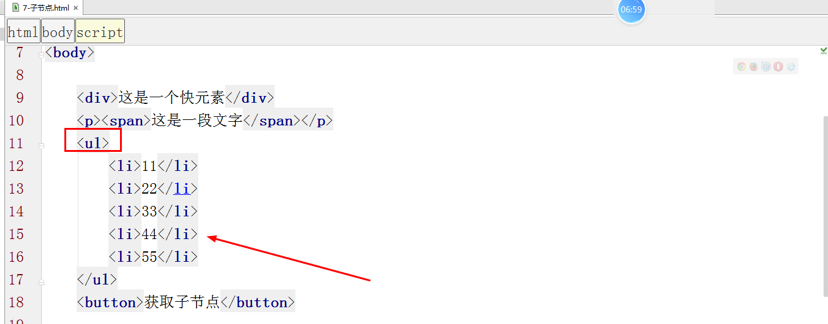 7-子节点.html
06:59
html body script
7 <body>
8
9 <div>这是一个快元素</div>
10 <p><span>这是一段文字</span></p>
11 <ul>
12 <li>11</li>
13 <li>22</li>
14 <li>33</li>
15 <li>44</li>
16 <li>55</li>
17 </ul>
18 <button>获取子节点</button>